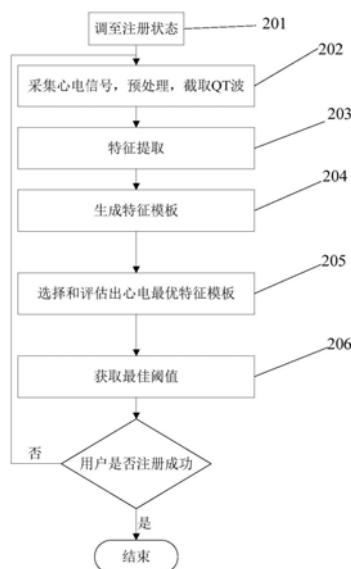 调至注册状态
201
采集心电信号，预处理，截取QT波
202
特征提取
203
生成特征模板
204
选择和评估出心电最优特征模板
205
获取最佳阈值
206
用户是否注册成功
否
是
结束